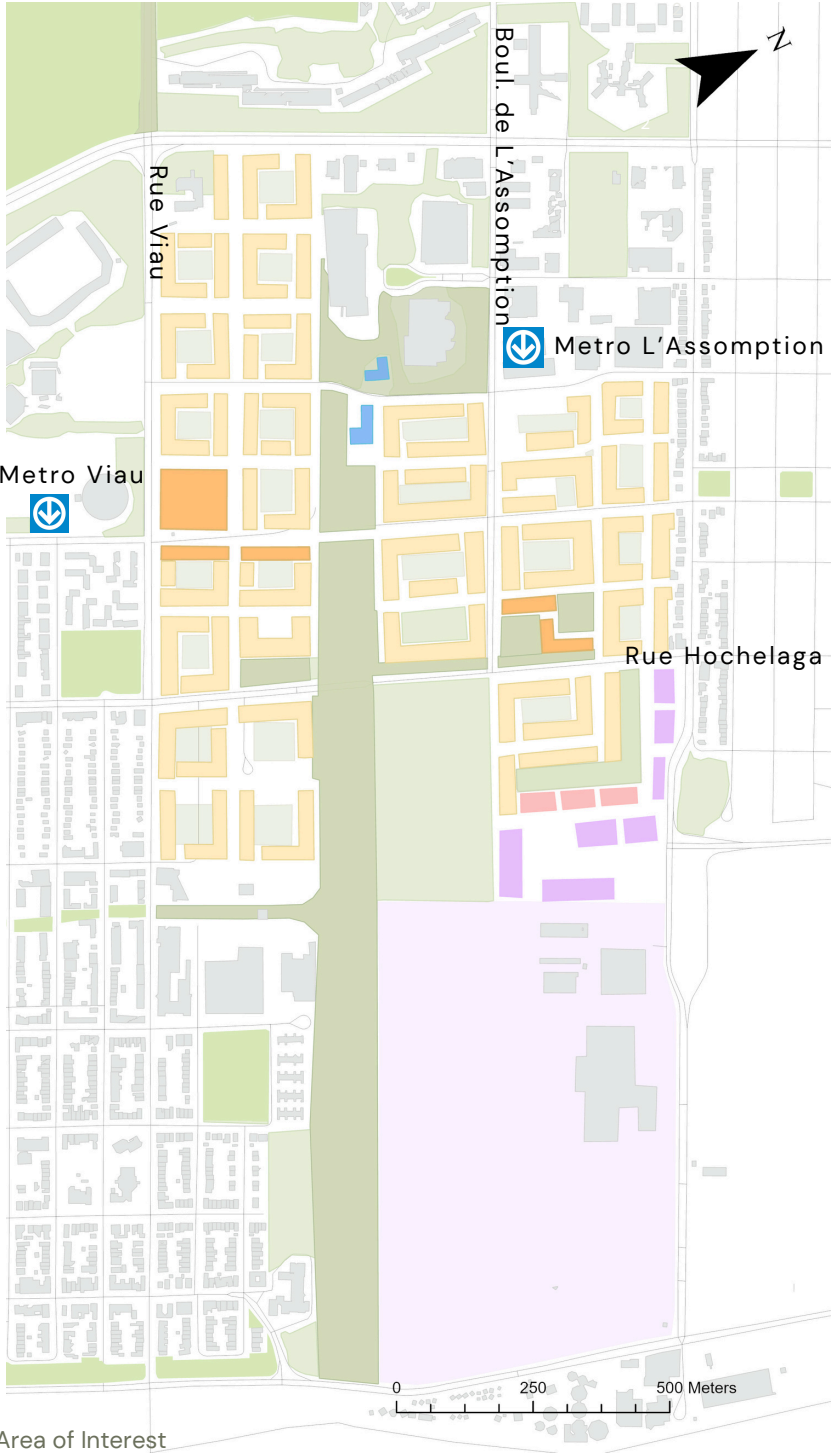 N
Boul. de L'Assomption
Rue Viau
Metro L'Assomption
Metro Viau
Rue Hochelaga
0 250 500 Meters
Area of Interest